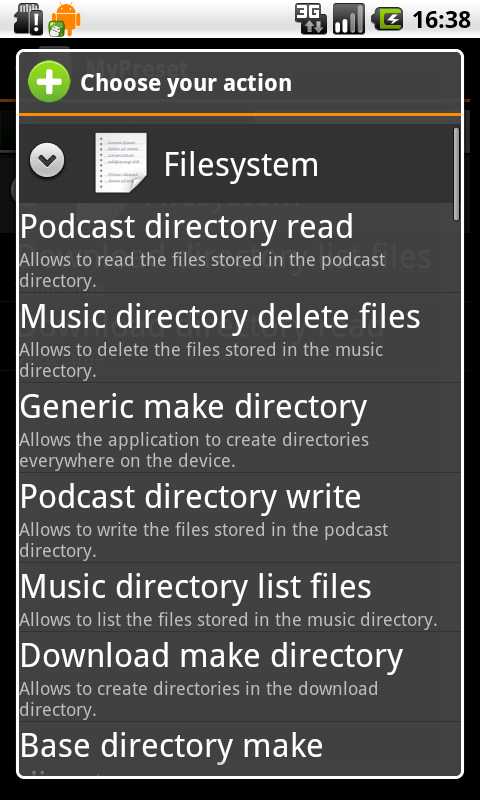 3G 16:38
MyPreset
Choose your action
Filesystem
Podcast directory read
Allows to read the files stored in the podcast
directory.
Music directory delete files
Allows to delete the files stored in the music
directory.
Generic make directory
Allows the application to create directories
everywhere on the device.
Podcast directory write
Allows to write the files stored in the podcast
directory.
Music directory list files
Allows to list the files stored in the music directory.
Download make directory
Allows to create directories in the download
directory.
Base directory make